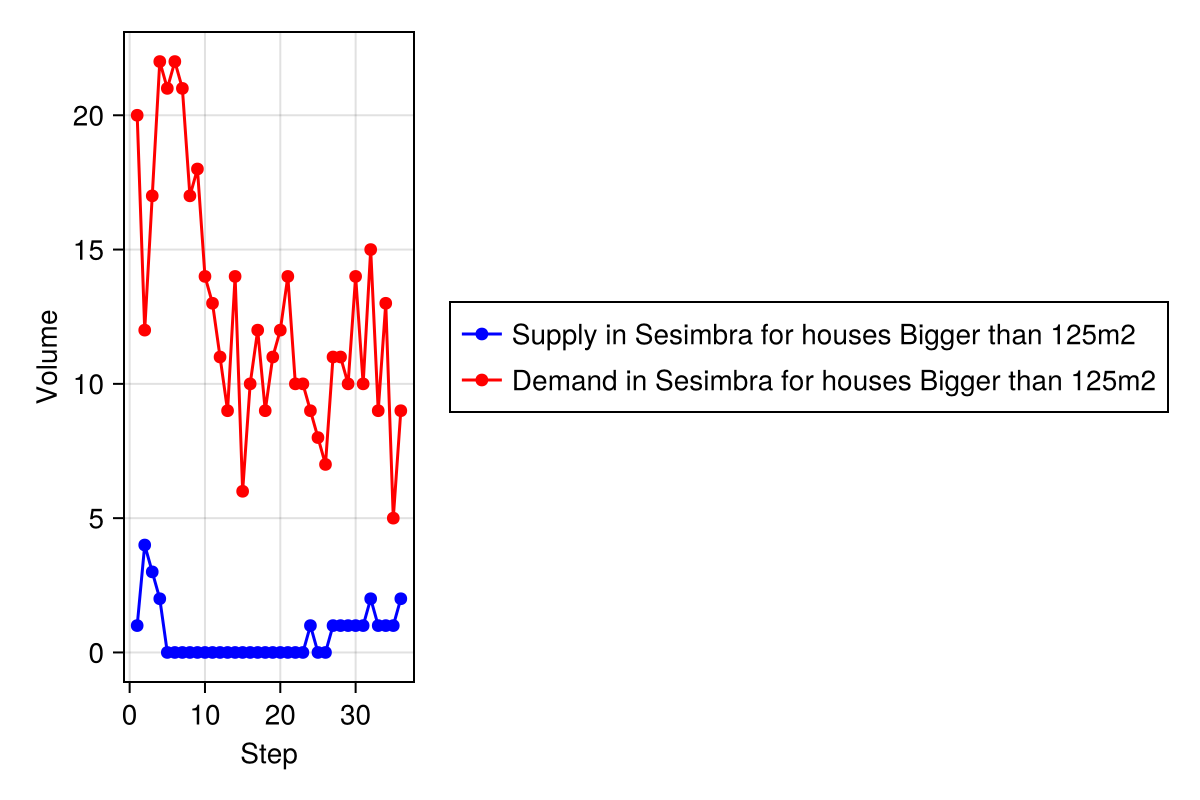 20
15
10
5
0
Volume
0 10 20 30
Step
Supply in Sesimbra for houses Bigger than 125m2
Demand in Sesimbra for houses Bigger than 125m2